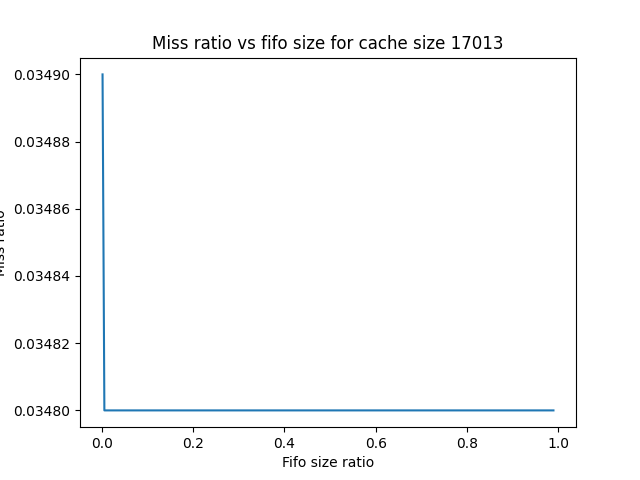 Miss ratio vs fifo size for cache size 17013
0.03490
0.03488
0.03486
0.03484
0.03482
0.03480
Miss ratio
0.0 0.2 0.4 0.6 0.8 1.0
Fifo size ratio